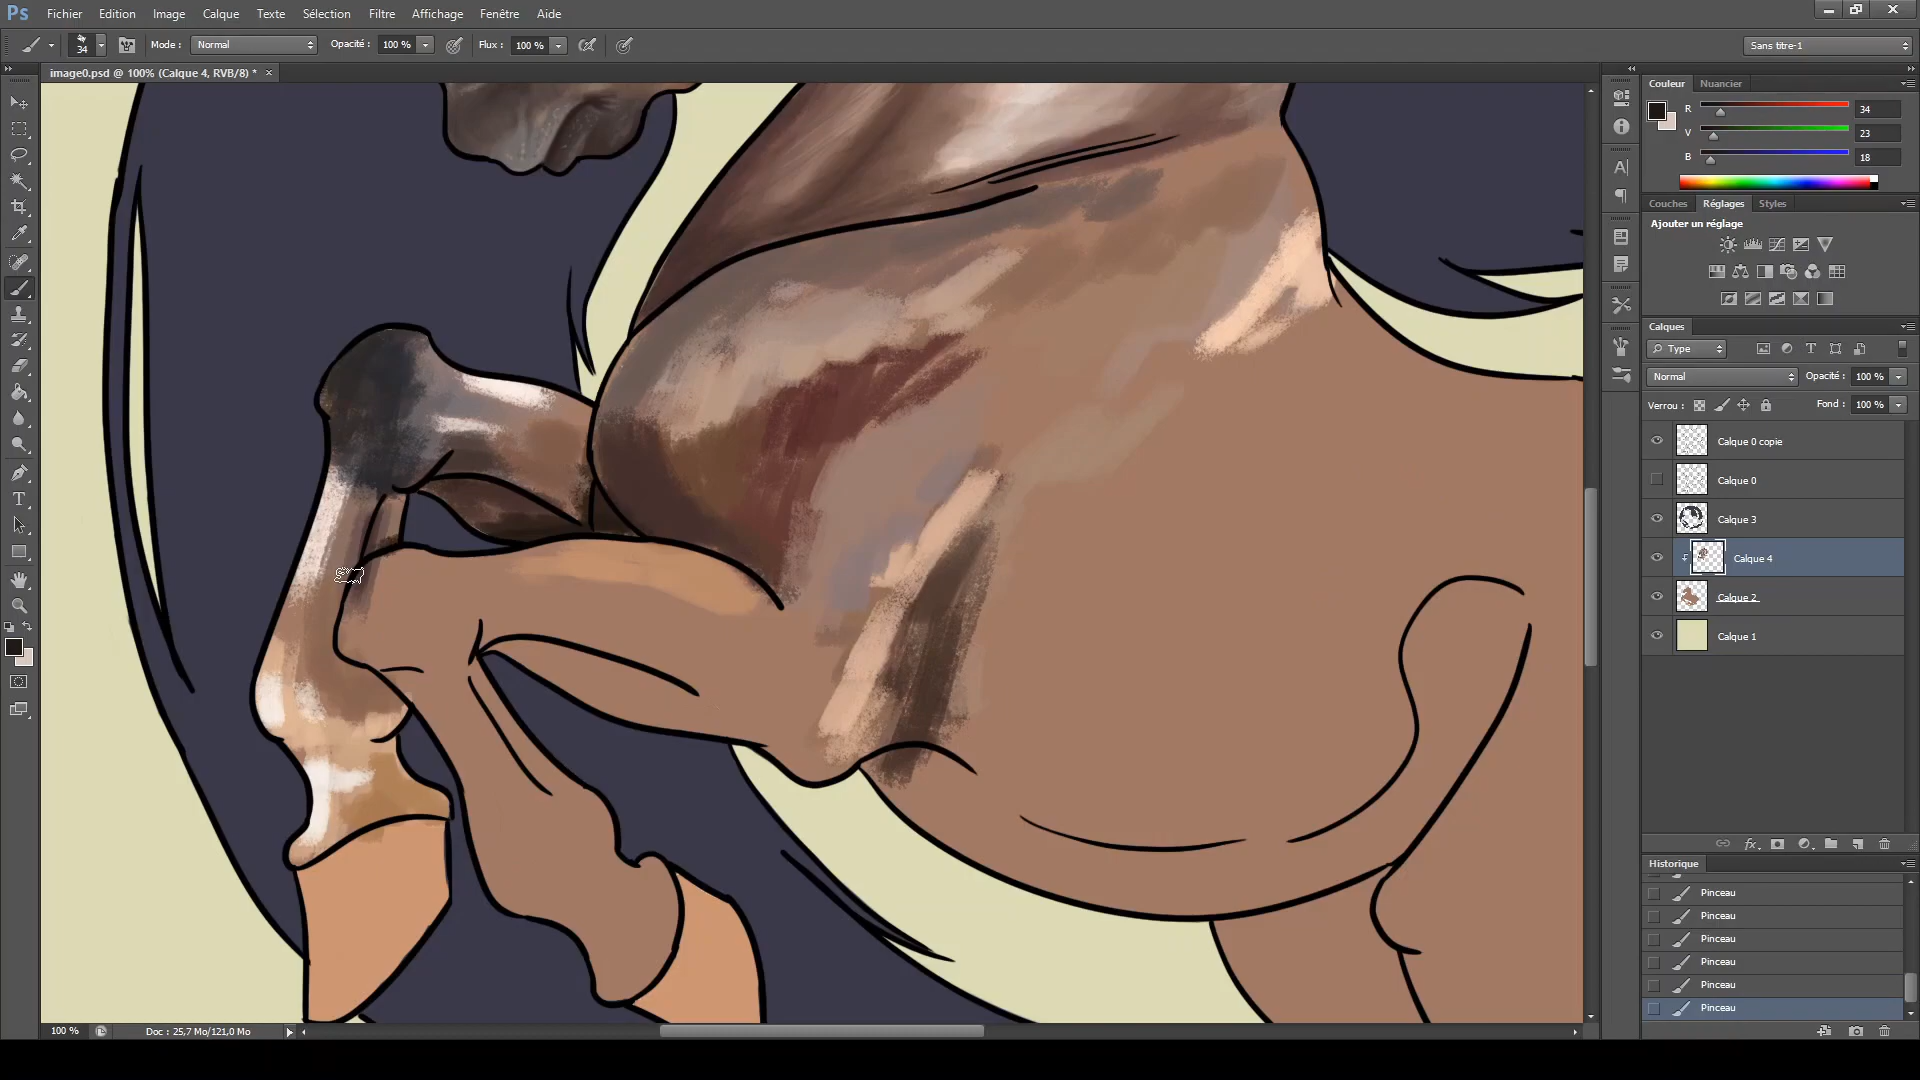 Ps Fichier Edition Image Calque Texte Sélection Filtre Affichage Fenêtre Aide
34 Mode : Normal Opacité : 100 % Flux : 100 % Sans titre-1
image0.psd @ 100% (Calque 4, RVB/8) * ×
Couleur Nuancier
R 34
V 23
B 18
Couches Réglages Styles
Ajouter un réglage
Calques
Type
Normal Opacité : 100 %
Verrou : Fond : 100 %
Calque 0 copie
Calque 0
Calque 3
Calque 4
Calque 2
Calque 1
Historique
Pinceau
Pinceau
Pinceau
Pinceau
Pinceau
Pinceau
100 % Doc : 25,7 Mo/121,0 Mo